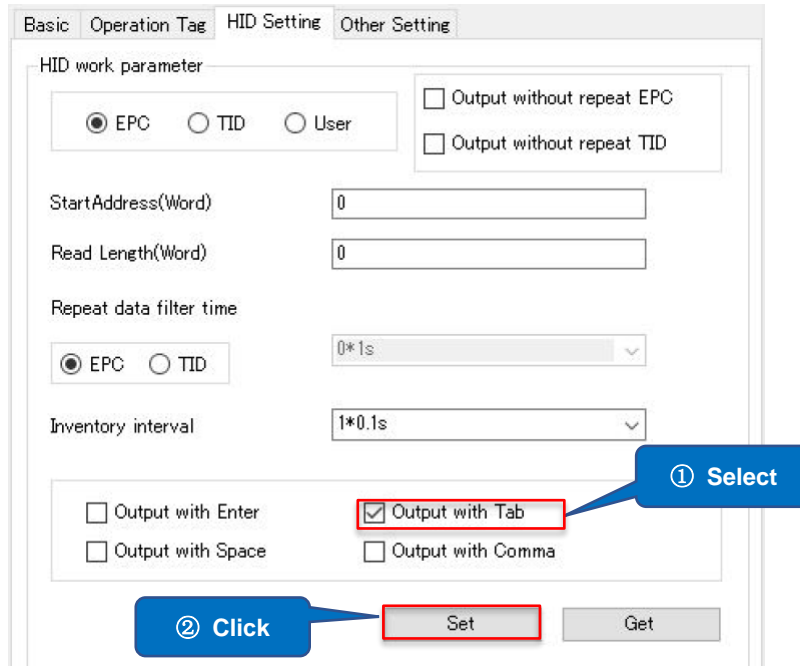 Basic Operation Tag HID Setting Other Setting
HID work parameter
EPC TID User
Output without repeat EPC
Output without repeat TID
StartAddress(Word) 0
Read Length(Word) 0
Repeat data filter time
EPC TID 0*1s
Inventory interval 1*0.1s
① Select
Output with Enter Output with Tab
Output with Space Output with Comma
② Click Set Get